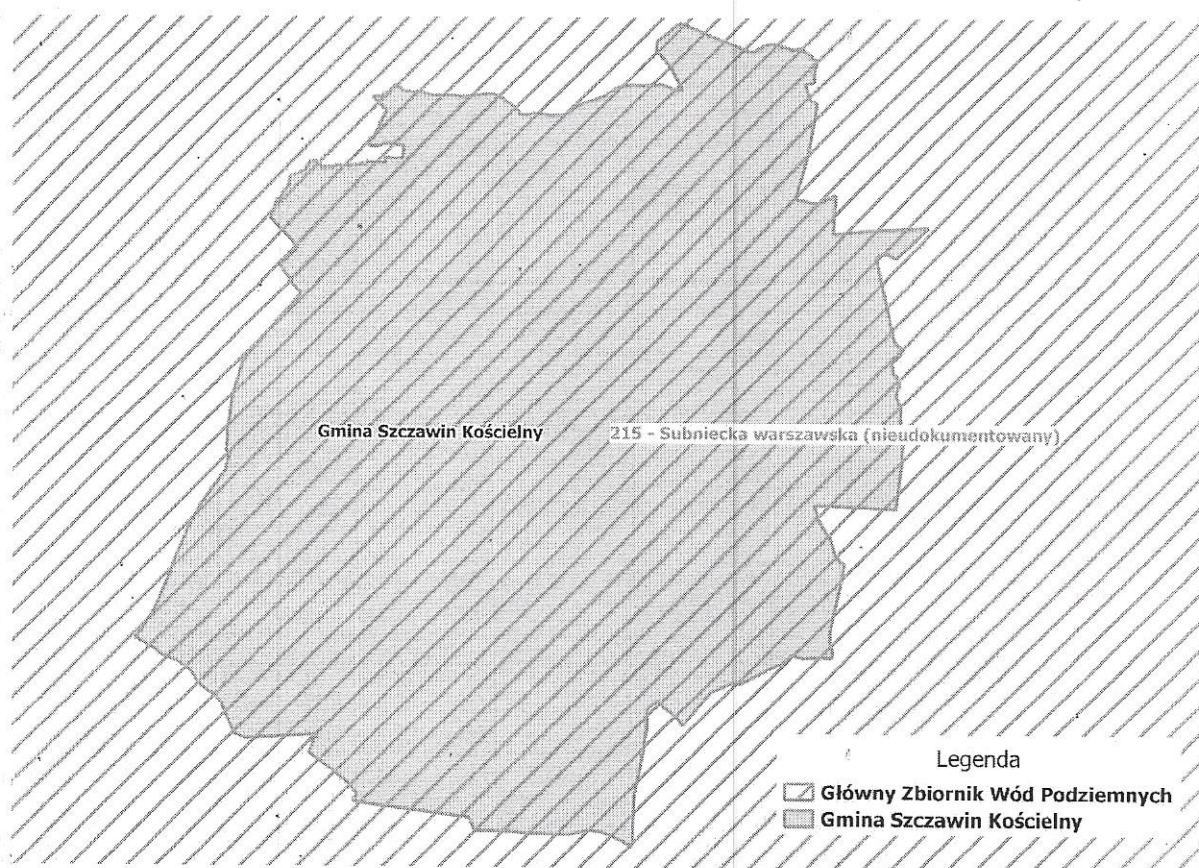 Gmina Szczawin Kościelny
215 - Subniecka warszawska (nieudokumentowany)
Legenda
Główny Zbiornik Wód Podziemnych
Gmina Szczawin Kościelny